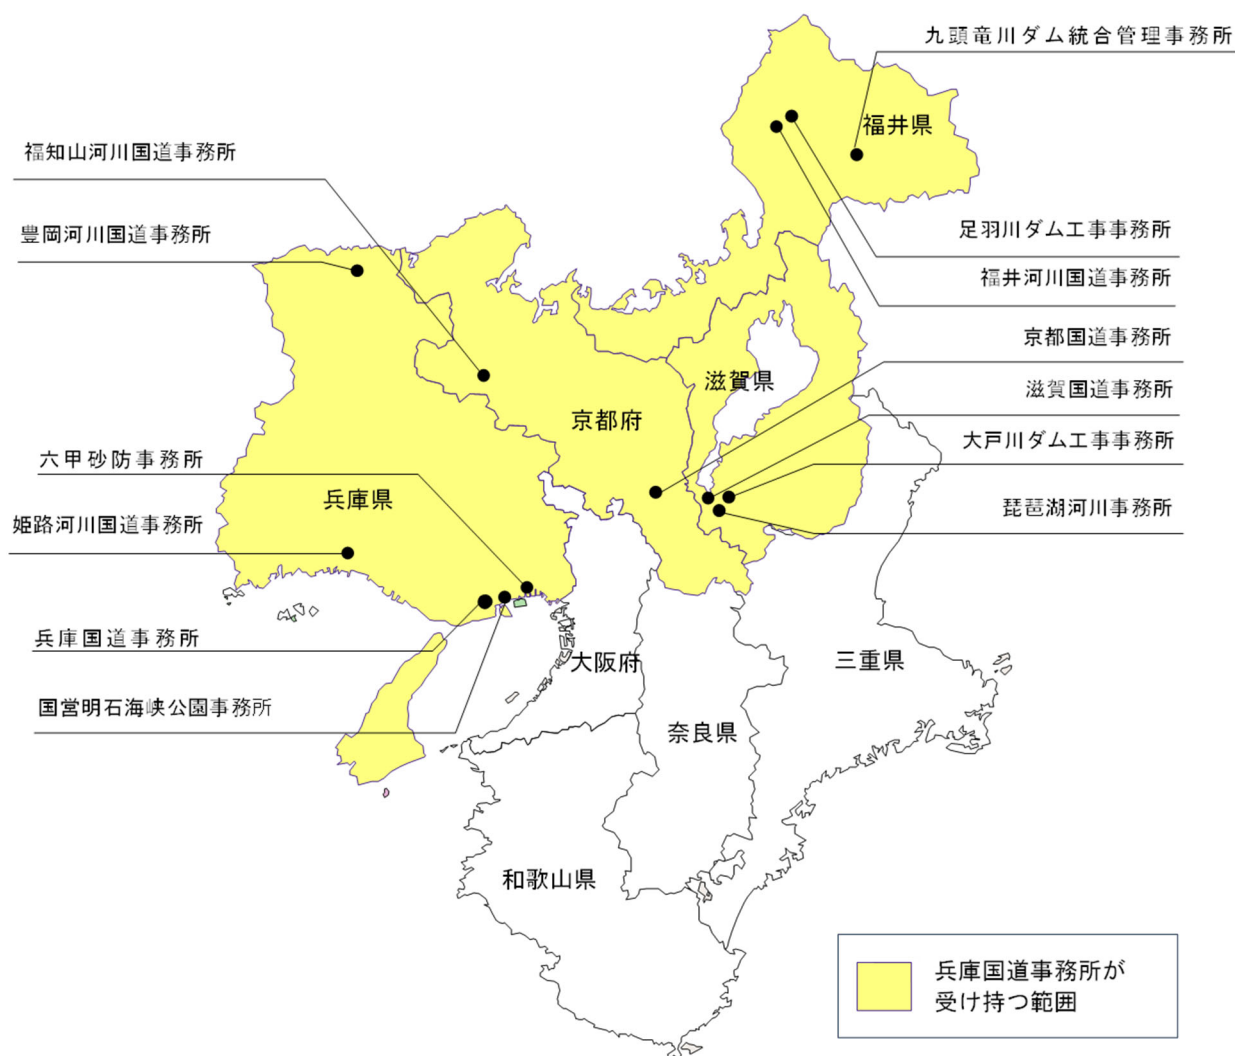 九頭竜川ダム統合管理事務所
福井県
福知山河川国道事務所
足羽川ダム工事事務所
豊岡河川国道事務所
福井河川国道事務所
京都国道事務所
滋賀県
滋賀国道事務所
京都府
大戸川ダム工事事務所
六甲砂防事務所
兵庫県
琵琶湖河川事務所
姫路河川国道事務所
兵庫国道事務所
大阪府
三重県
国営明石海峡公園事務所
奈良県
和歌山県
兵庫国道事務所が
受け持つ範囲